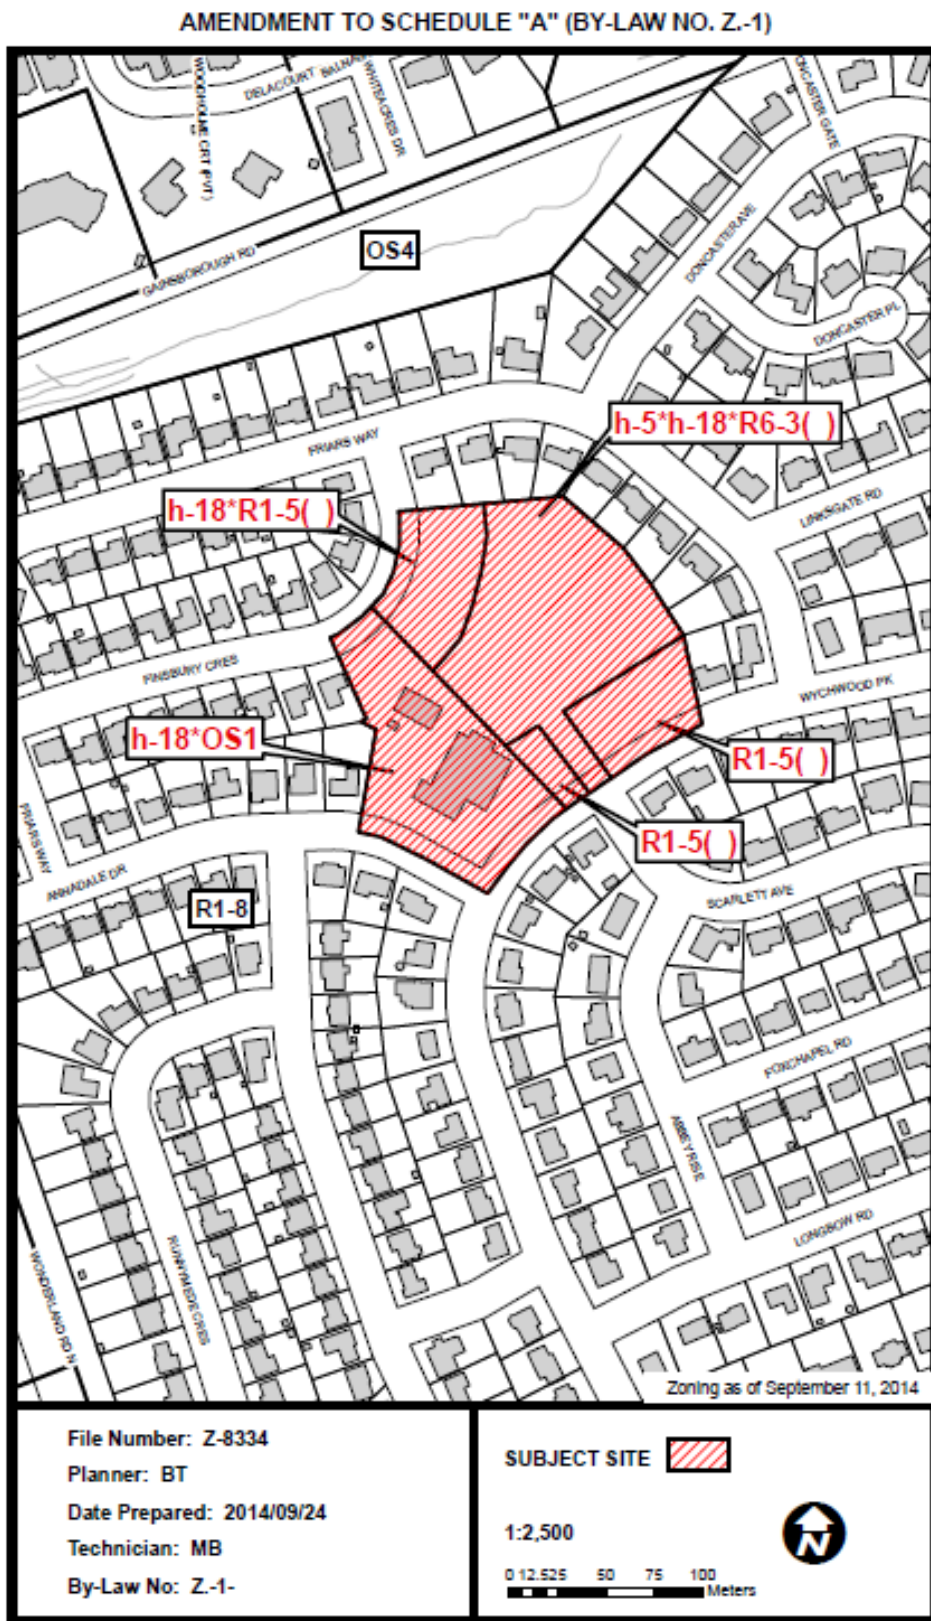 AMENDMENT TO SCHEDULE "A" (BY-LAW NO. Z.-1)
WOODHOLME CRT (PVT)
DELACOURT
WHITEACRES DR
DONCASTER GATE
GAINSBOROUGH RD
OS4
DONCASTER AVE
DONCASTER PL
h-5*h-18*R6-3( )
FRIARS WAY
h-18*R1-5( )
LINKSGATE RD
FINSBURY CRES
WYCHWOOD PK
h-18*OS1
R1-5( )
R1-5( )
FRIARS WAY
ANNADALE DR
SCARLETT AVE
R1-8
FOXCHAPEL RD
ABBEY RISE
LONGBOW RD
RUNNYMEDE CRES
WONDERLAND RD N
Zoning as of September 11, 2014
File Number: Z-8334
Planner: BT
Date Prepared: 2014/09/24
Technician: MB
By-Law No: Z.-1-
SUBJECT SITE
1:2,500
N
0 12.525 50 75 100
Meters